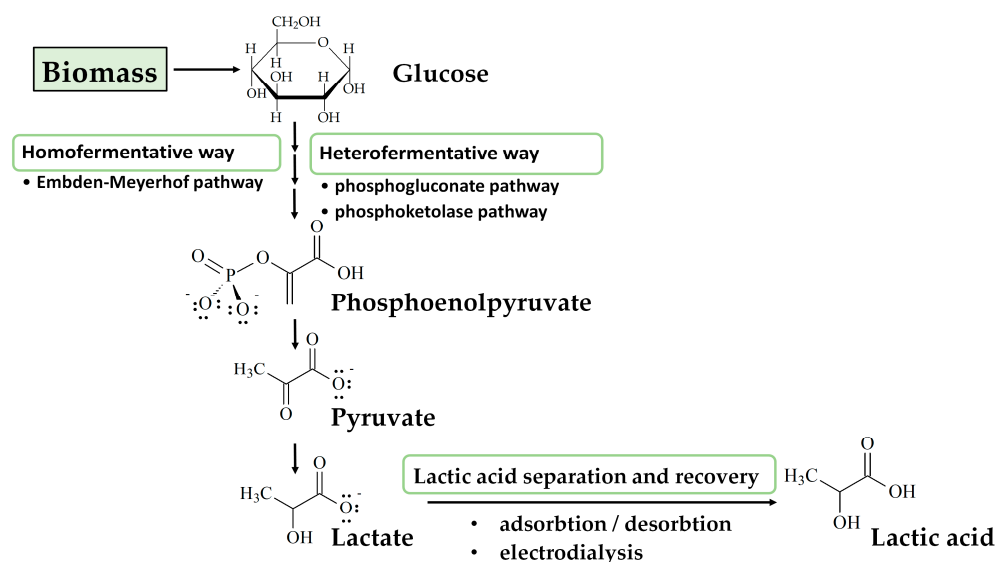 Biomass
CH₂OH
O
H
H
H
OH
H
OH
OH
H
OH
Glucose
Homofermentative way
• Embden-Meyerhof pathway
Heterofermentative way
• phosphogluconate pathway
• phosphoketolase pathway
O
O
O
P
OH
O
O
-
-
Phosphoenolpyruvate
O
H₃C
O
-
O
Pyruvate
O
H₃C
O
-
OH
Lactate
Lactic acid separation and recovery
• adsorbtion / desorbtion
• electrodialysis
O
H₃C
OH
OH
Lactic acid